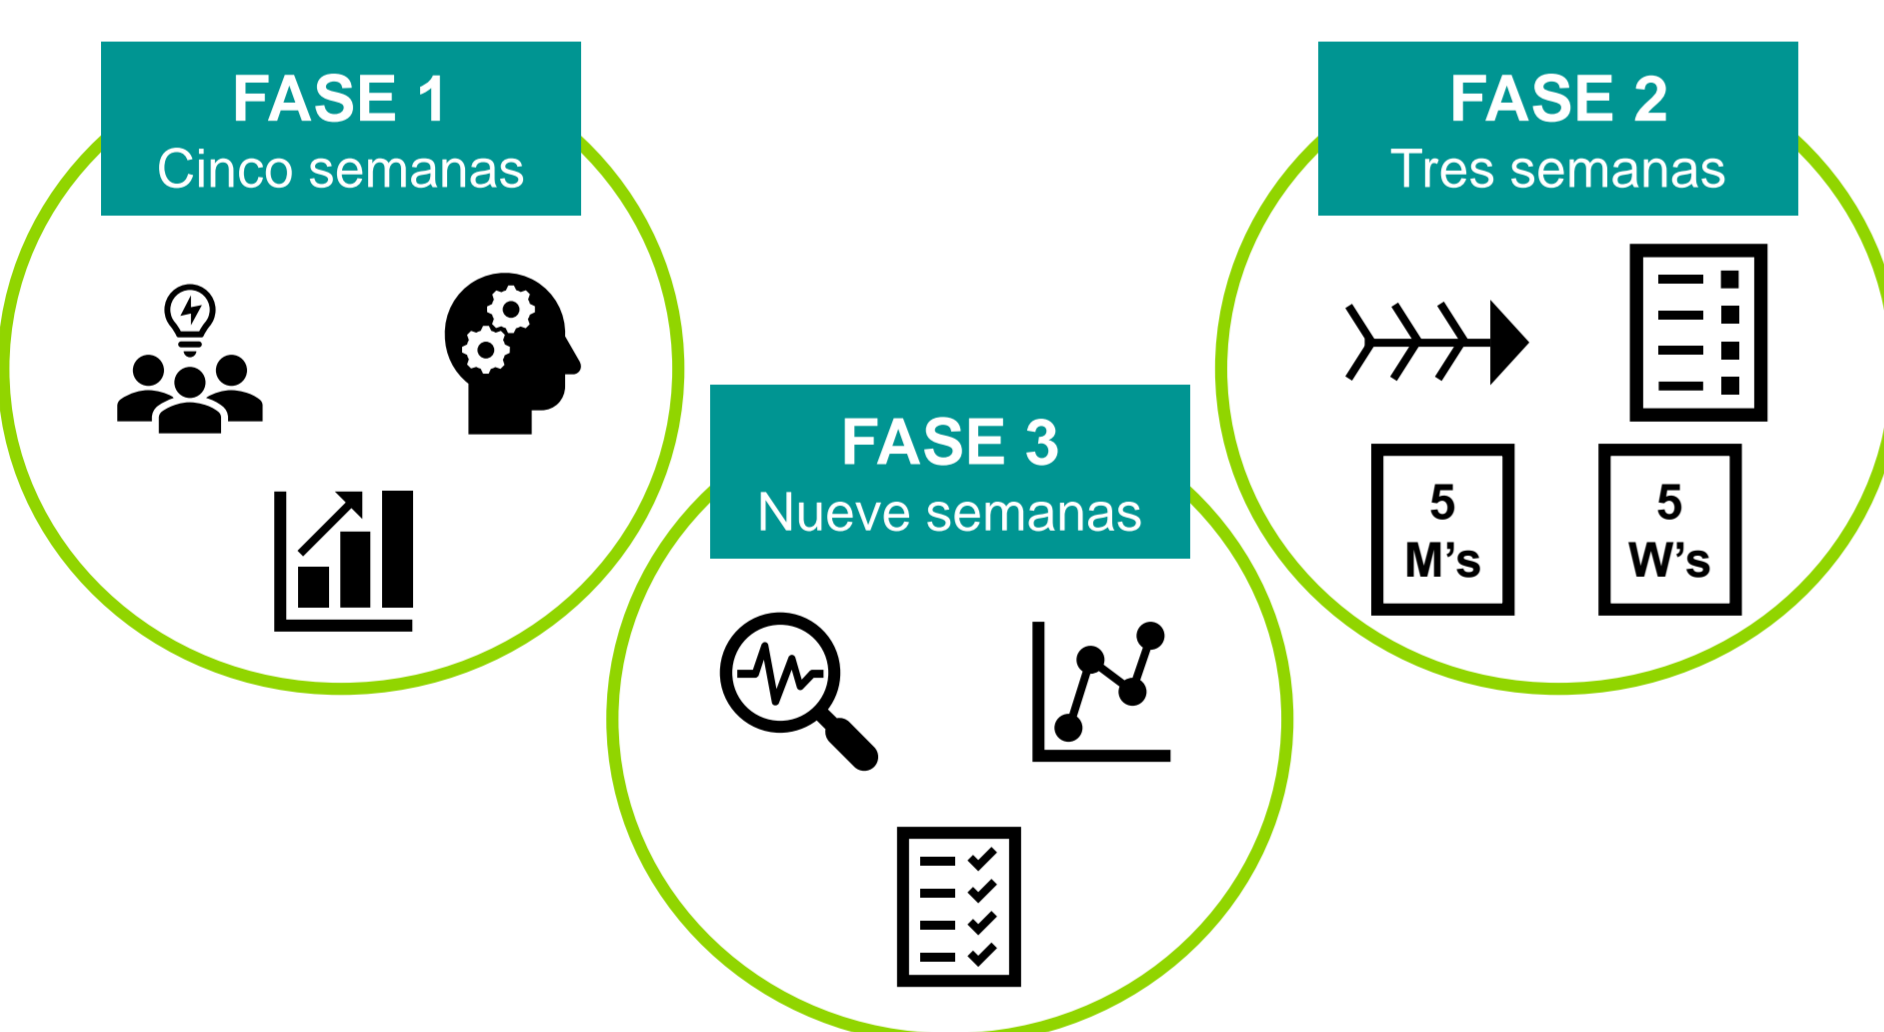 FASE 1
Cinco semanas
FASE 2
Tres semanas
5
M's
5
W's
FASE 3
Nueve semanas